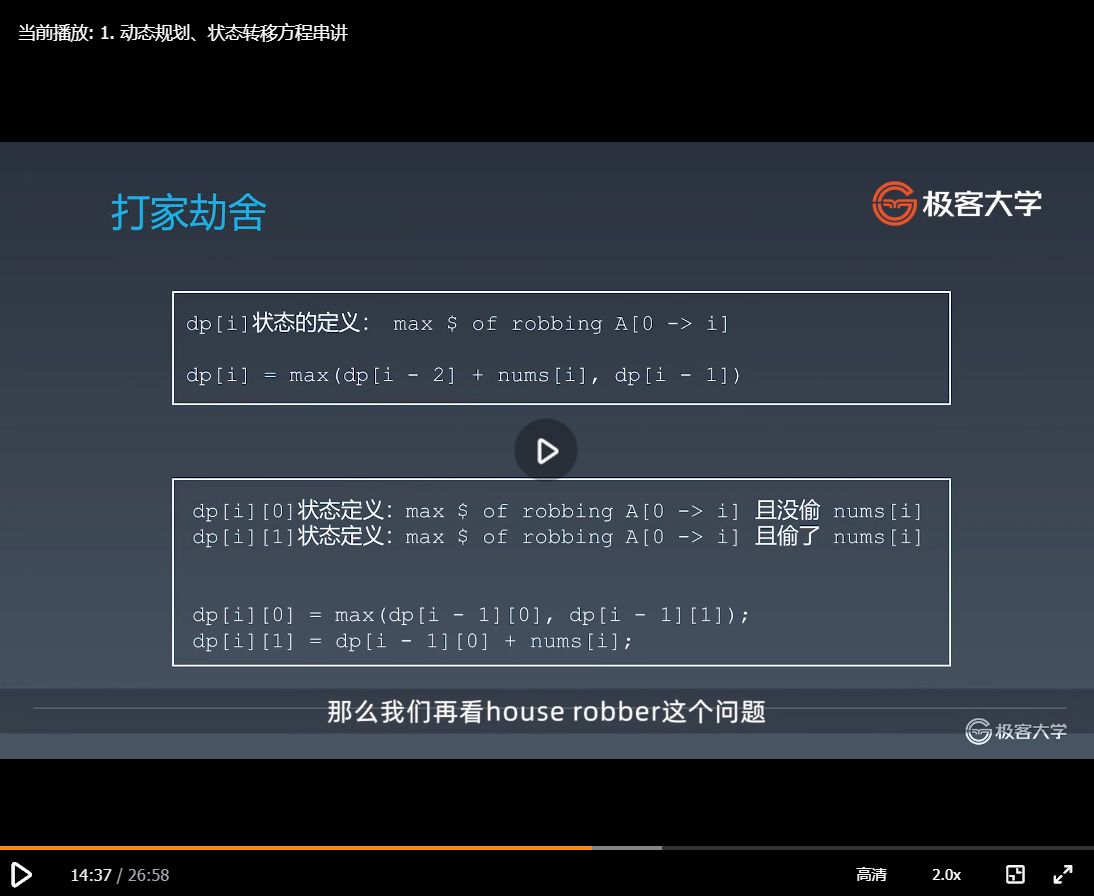 当前播放: 1. 动态规划、状态转移方程串讲
打家劫舍
极客大学
dp[i]状态的定义： max $ of robbing A[0 -> i]
dp[i] = max(dp[i - 2] + nums[i], dp[i - 1])
dp[i][0]状态定义：max $ of robbing A[0 -> i] 且没偷 nums[i]
dp[i][1]状态定义：max $ of robbing A[0 -> i] 且偷了 nums[i]
dp[i][0] = max(dp[i - 1][0], dp[i - 1][1]);
dp[i][1] = dp[i - 1][0] + nums[i];
那么我们再看house robber这个问题
极客大学
14:37 / 26:58
高清
2.0x